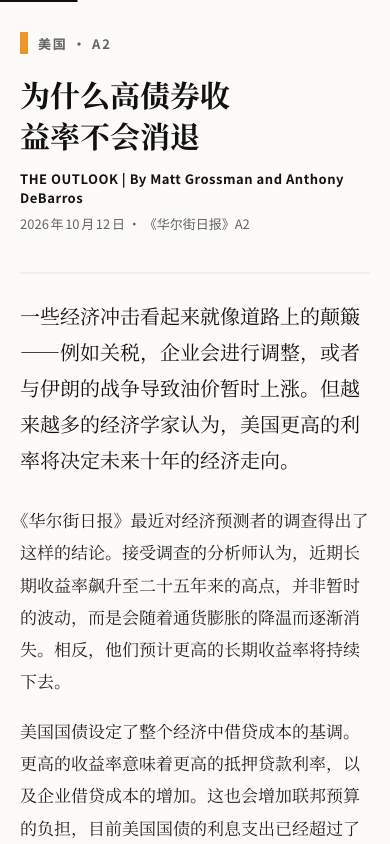 美国 · A2
为什么高债券收
益率不会消退
THE OUTLOOK | By Matt Grossman and Anthony
DeBarros
2026年10月12日 · 《华尔街日报》A2
一些经济冲击看起来就像道路上的颠簸
——例如关税，企业会进行调整，或者
与伊朗的战争导致油价暂时上涨。但越
来越多的经济学家认为，美国更高的利
率将决定未来十年的经济走向。
《华尔街日报》最近对经济预测者的调查得出了
这样的结论。接受调查的分析师认为，近期长
期收益率飙升至二十五年来的高点，并非暂时
的波动，而是会随着通货膨胀的降温而逐渐消
失。相反，他们预计更高的长期收益率将持续
下去。
美国国债设定了整个经济中借贷成本的基调。
更高的收益率意味着更高的抵押贷款利率，以
及企业借贷成本的增加。这也会增加联邦预算
的负担，目前美国国债的利息支出已经超过了